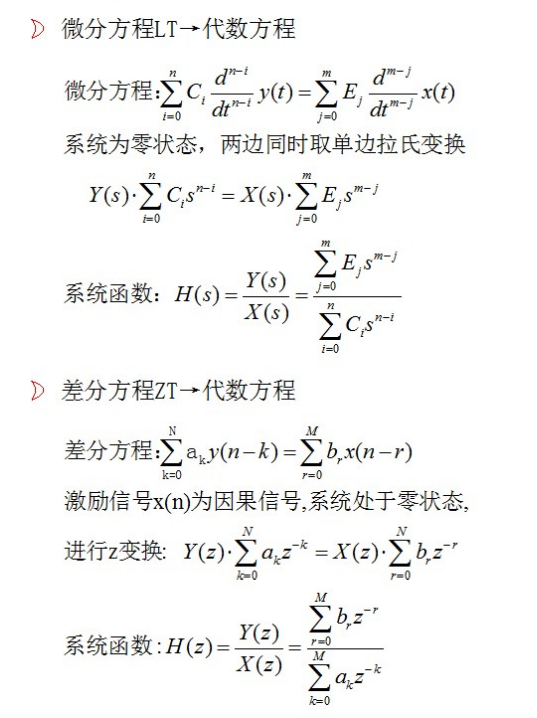 微分方程LT→代数方程
微分方程:$\sum_{i=0}^{n} C_i \frac{d^{n-i}}{dt^{n-i}} y(t) = \sum_{j=0}^{m} E_j \frac{d^{m-j}}{dt^{m-j}} x(t)$
系统为零状态，两边同时取单边拉氏变换
$Y(s)\cdot\sum_{i=0}^{n} C_i s^{n-i} = X(s)\cdot\sum_{j=0}^{m} E_j s^{m-j}$
系统函数：$H(s) = \frac{Y(s)}{X(s)} = \frac{\sum_{j=0}^{m} E_j s^{m-j}}{\sum_{i=0}^{n} C_i s^{n-i}}$
差分方程ZT→代数方程
差分方程:$\sum_{k=0}^{N} a_k y(n-k) = \sum_{r=0}^{M} b_r x(n-r)$
激励信号x(n)为因果信号,系统处于零状态,
进行z变换: $Y(z)\cdot\sum_{k=0}^{N} a_k z^{-k} = X(z)\cdot\sum_{r=0}^{N} b_r z^{-r}$
系统函数:$H(z) = \frac{Y(z)}{X(z)} = \frac{\sum_{r=0}^{M} b_r z^{-r}}{\sum_{k=0}^{M} a_k z^{-k}}$